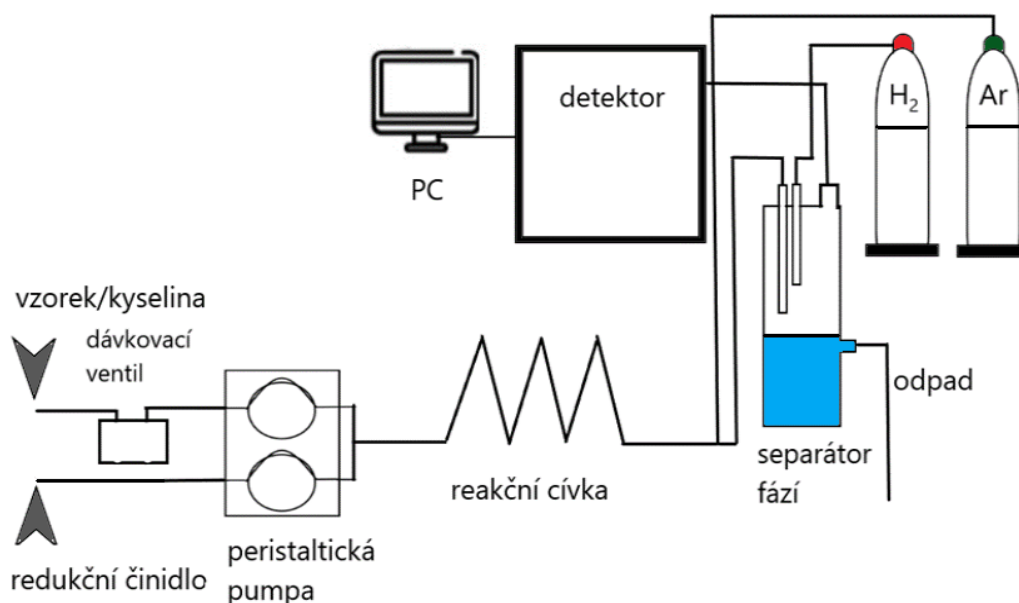 H₂
Ar
detektor
PC
vzorek/kyselina
dávkovací
ventil
odpad
separátor
fází
reakční cívka
peristaltická
pumpa
redukční činidlo